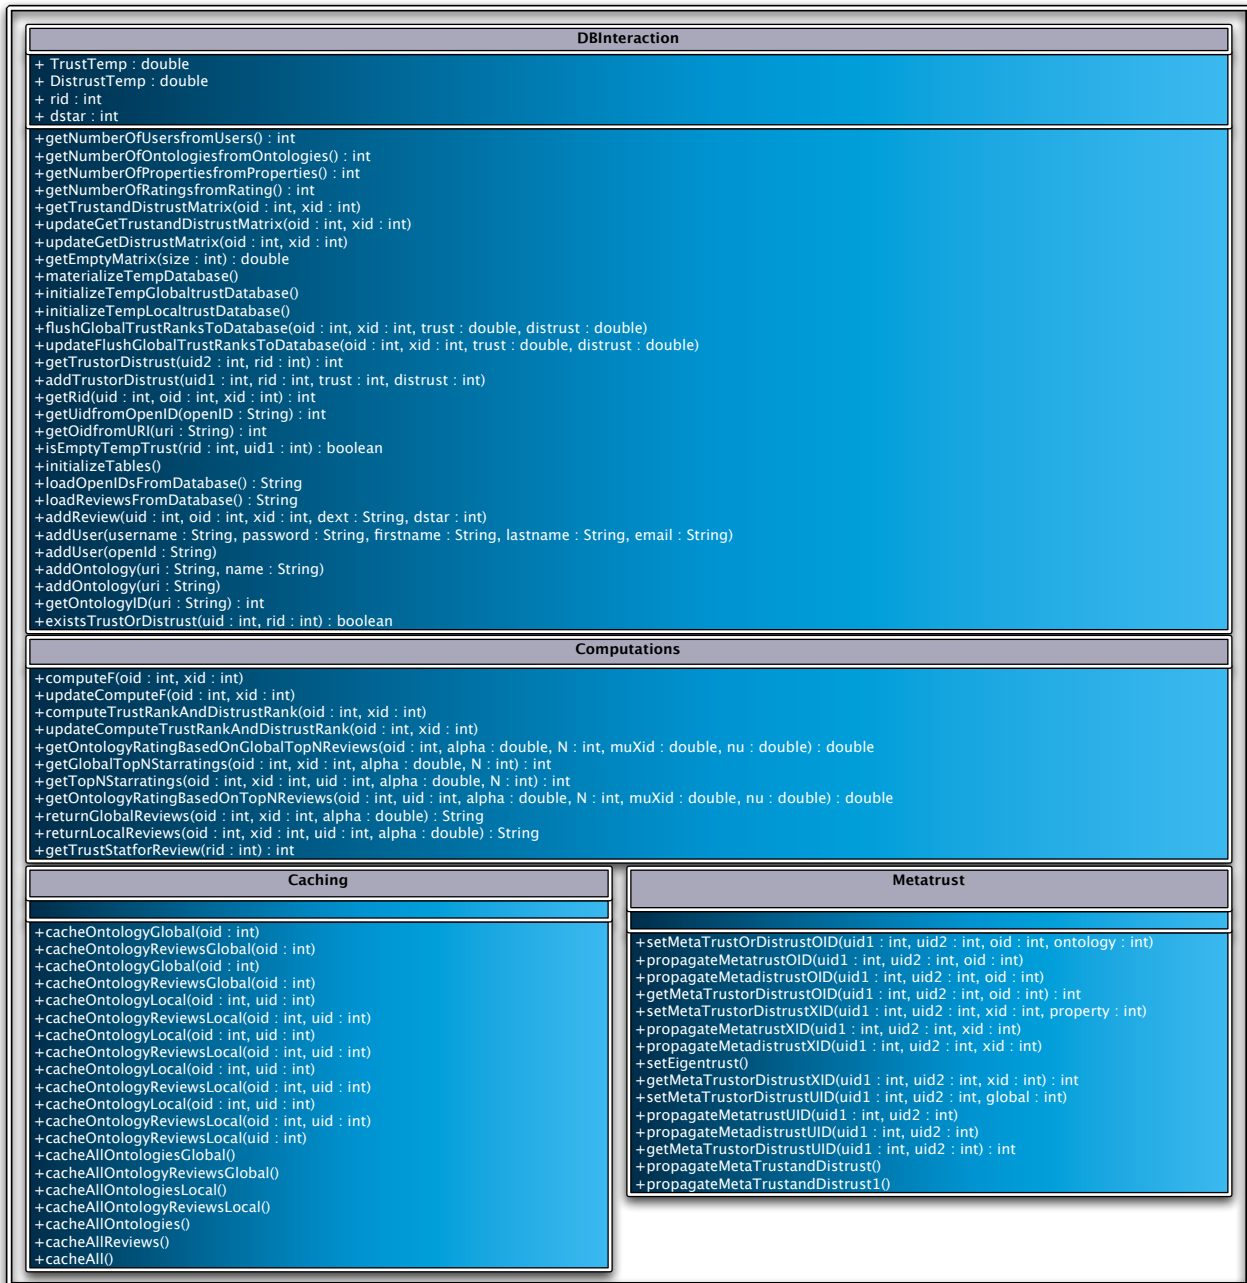 DBInteraction
+ TrustTemp : double
+ DistrustTemp : double
+ rid : int
+ dstar : int
+getNumberOfUsersfromUsers() : int
+getNumberOfOntologiesfromOntologies() : int
+getNumberOfPropertiesfromProperties() : int
+getNumberOfRatingsfromRating() : int
+getTrustandDistrustMatrix(oid : int, xid : int)
+updateGetTrustandDistrustMatrix(oid : int, xid : int)
+updateGetDistrustMatrix(oid : int, xid : int)
+getEmptyMatrix(size : int) : double
+materializeTempDatabase()
+initializeTempGlobaltrustDatabase()
+initializeTempLocaltrustDatabase()
+flushGlobalTrustRanksToDatabase(oid : int, xid : int, trust : double, distrust : double)
+updateFlushGlobalTrustRanksToDatabase(oid : int, xid : int, trust : double, distrust : double)
+getTrustorDistrust(uid2 : int, rid : int) : int
+addTrustorDistrust(uid1 : int, rid : int, trust : int, distrust : int)
+getRid(uid : int, oid : int, xid : int) : int
+getUidfromOpenID(openID : String) : int
+getOidfromURI(uri : String) : int
+isEmptyTempTrust(rid : int, uid1 : int) : boolean
+initializeTables()
+loadOpenIDsFromDatabase() : String
+loadReviewsFromDatabase() : String
+addReview(uid : int, oid : int, xid : int, dext : String, dstar : int)
+addUser(username : String, password : String, firstname : String, lastname : String, email : String)
+addUser(openId : String)
+addOntology(uri : String, name : String)
+addOntology(uri : String)
+getOntologyID(uri : String) : int
+existsTrustOrDistrust(uid : int, rid : int) : boolean
Computations
+computeF(oid : int, xid : int)
+updateComputeF(oid : int, xid : int)
+computeTrustRankAndDistrustRank(oid : int, xid : int)
+updateComputeTrustRankAndDistrustRank(oid : int, xid : int)
+getOntologyRatingBasedOnGlobalTopNReviews(oid : int, alpha : double, N : int, muXid : double, nu : double) : double
+getGlobalTopNStarratings(oid : int, xid : int, alpha : double, N : int) : int
+getTopNStarratings(oid : int, xid : int, uid : int, alpha : double, N : int) : int
+getOntologyRatingBasedOnTopNReviews(oid : int, uid : int, alpha : double, N : int, muXid : double, nu : double) : double
+returnGlobalReviews(oid : int, xid : int, alpha : double) : String
+returnLocalReviews(oid : int, xid : int, uid : int, alpha : double) : String
+getTrustStatforReview(rid : int) : int
Caching
+cacheOntologyGlobal(oid : int)
+cacheOntologyReviewsGlobal(oid : int)
+cacheOntologyGlobal(oid : int)
+cacheOntologyReviewsGlobal(oid : int)
+cacheOntologyLocal(oid : int, uid : int)
+cacheOntologyReviewsLocal(oid : int, uid : int)
+cacheOntologyLocal(oid : int, uid : int)
+cacheOntologyReviewsLocal(oid : int, uid : int)
+cacheOntologyLocal(oid : int, uid : int)
+cacheOntologyReviewsLocal(oid : int, uid : int)
+cacheOntologyLocal(oid : int, uid : int)
+cacheOntologyReviewsLocal(oid : int, uid : int)
+cacheOntologyReviewsLocal(uid : int)
+cacheAllOntologiesGlobal()
+cacheAllOntologyReviewsGlobal()
+cacheAllOntologiesLocal()
+cacheAllOntologyReviewsLocal()
+cacheAllOntologies()
+cacheAllReviews()
+cacheAll()
Metatrust
+setMetaTrustOrDistrustOID(uid1 : int, uid2 : int, oid : int, ontology : int)
+propagateMetatrustOID(uid1 : int, uid2 : int, oid : int)
+propagateMetadistrustOID(uid1 : int, uid2 : int, oid : int)
+getMetaTrustorDistrustOID(uid1 : int, uid2 : int, oid : int) : int
+setMetaTrustorDistrustXID(uid1 : int, uid2 : int, xid : int, property : int)
+propagateMetatrustXID(uid1 : int, uid2 : int, xid : int)
+propagateMetadistrustXID(uid1 : int, uid2 : int, xid : int)
+setEigentrust()
+getMetaTrustorDistrustXID(uid1 : int, uid2 : int, xid : int) : int
+setMetaTrustorDistrustUID(uid1 : int, uid2 : int, global : int)
+propagateMetatrustUID(uid1 : int, uid2 : int)
+propagateMetadistrustUID(uid1 : int, uid2 : int)
+getMetaTrustorDistrustUID(uid1 : int, uid2 : int) : int
+propagateMetaTrustandDistrust()
+propagateMetaTrustandDistrust1()